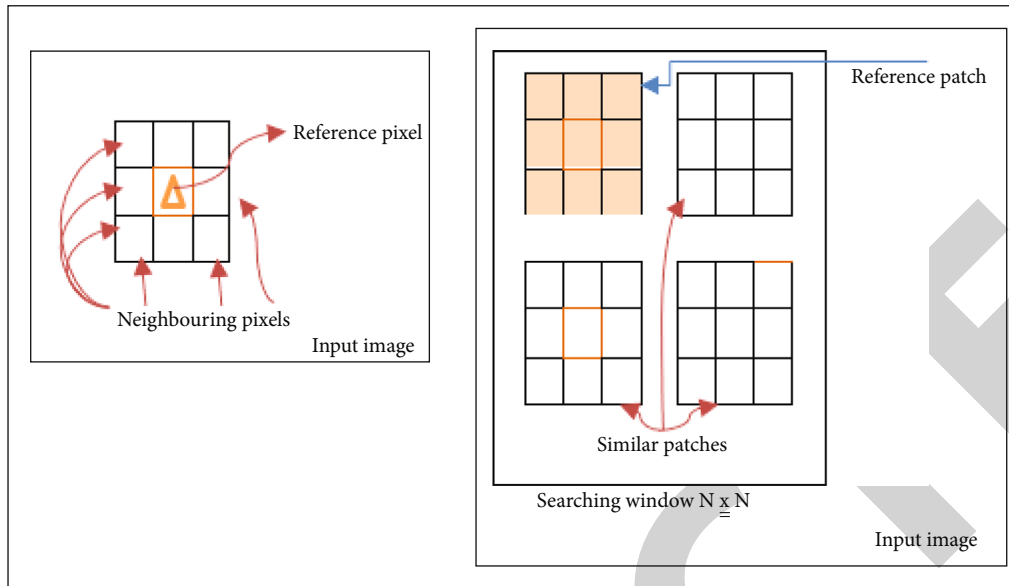 Reference pixel
Neighbouring pixels
Input image
Reference patch
Similar patches
Searching window N x N
Input image